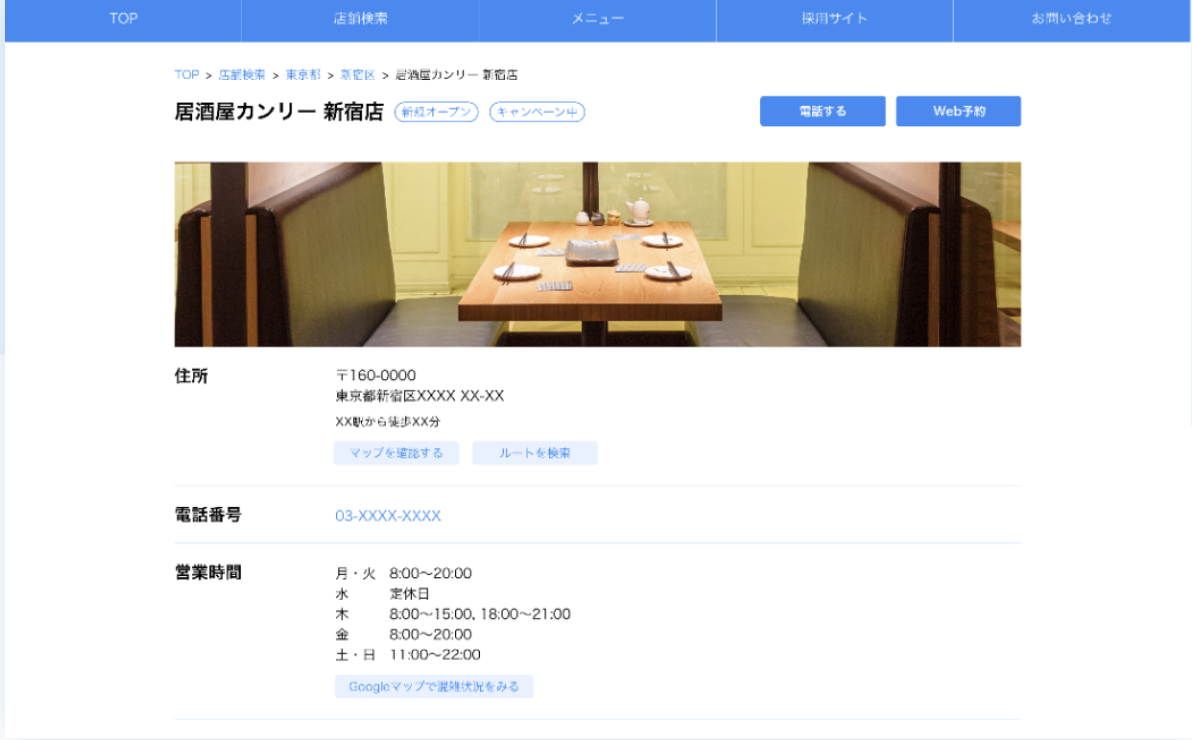 TOP 店舗検索 メニュー 採用サイト お問い合わせ
TOP > 店舗検索 > 東京都 > 新宿区 > 居酒屋カンリー 新宿店
居酒屋カンリー 新宿店 新規オープン キャンペーン中 電話する Web予約
住所 〒160-0000
東京都新宿区XXXX XX-XX
XX駅から徒歩XX分
マップを確認する ルートを検索
電話番号 03-XXXX-XXXX
営業時間 月・火 8:00〜20:00
水 定休日
木 8:00〜15:00, 18:00〜21:00
金 8:00〜20:00
土・日 11:00〜22:00
Googleマップで混雑状況をみる